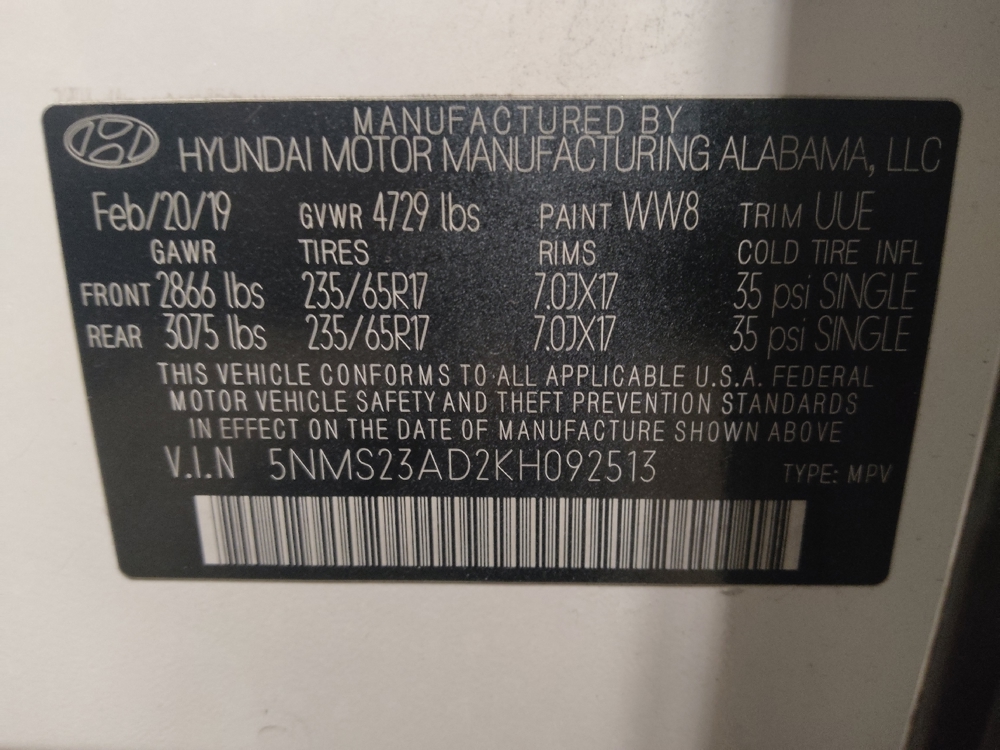 MANUFACTURED BY
HYUNDAI MOTOR MANUFACTURING ALABAMA, LLC
Feb/20/19 GVWR 4729 lbs PAINT WW8 TRIM UUE
GAWR TIRES RIMS COLD TIRE INFL
FRONT 2866 lbs 235/65R17 7.0JX17 35 psi SINGLE
REAR 3075 lbs 235/65R17 7.0JX17 35 psi SINGLE
THIS VEHICLE CONFORMS TO ALL APPLICABLE U.S.A. FEDERAL
MOTOR VEHICLE SAFETY AND THEFT PREVENTION STANDARDS
IN EFFECT ON THE DATE OF MANUFACTURE SHOWN ABOVE
V.I.N 5NMS23AD2KH092513 TYPE: MPV